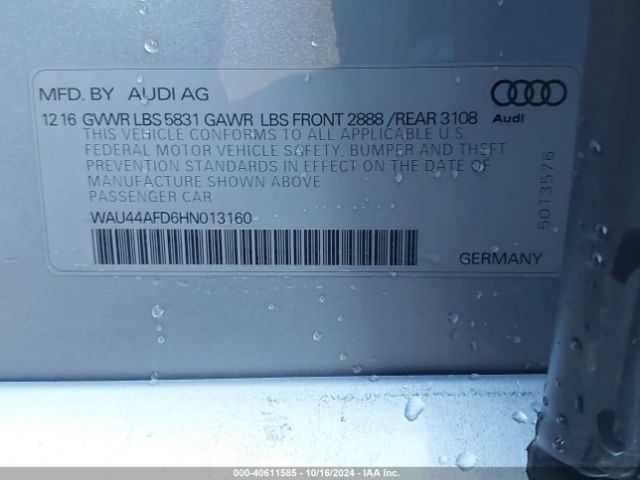 MFD. BY AUDI AG
12 16 GVWR LBS 5831 GAWR LBS FRONT 2888 /REAR 3108
Audi
THIS VEHICLE CONFORMS TO ALL APPLICABLE U.S.
FEDERAL MOTOR VEHICLE SAFETY, BUMPER AND THEFT
PREVENTION STANDARDS IN EFFECT ON THE DATE OF
MANUFACTURE SHOWN ABOVE
PASSENGER CAR
5013576
WAU44AFD6HN013160
GERMANY
000-40611585 - 10/16/2024 - IAA Inc.